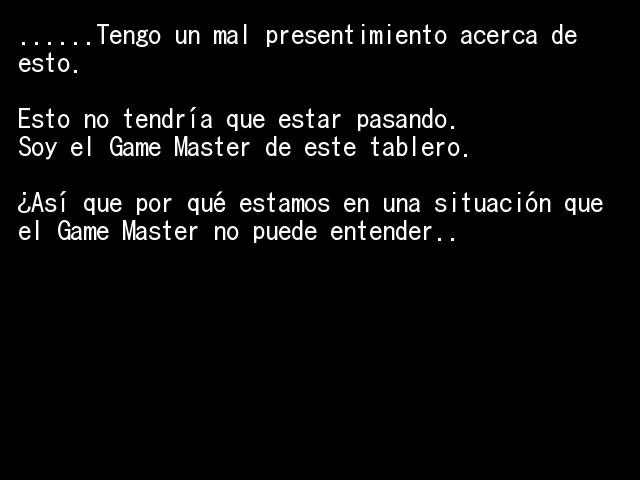 ......Tengo un mal presentimiento acerca de
esto.
Esto no tendría que estar pasando.
Soy el Game Master de este tablero.
¿Así que por qué estamos en una situación que
el Game Master no puede entender..